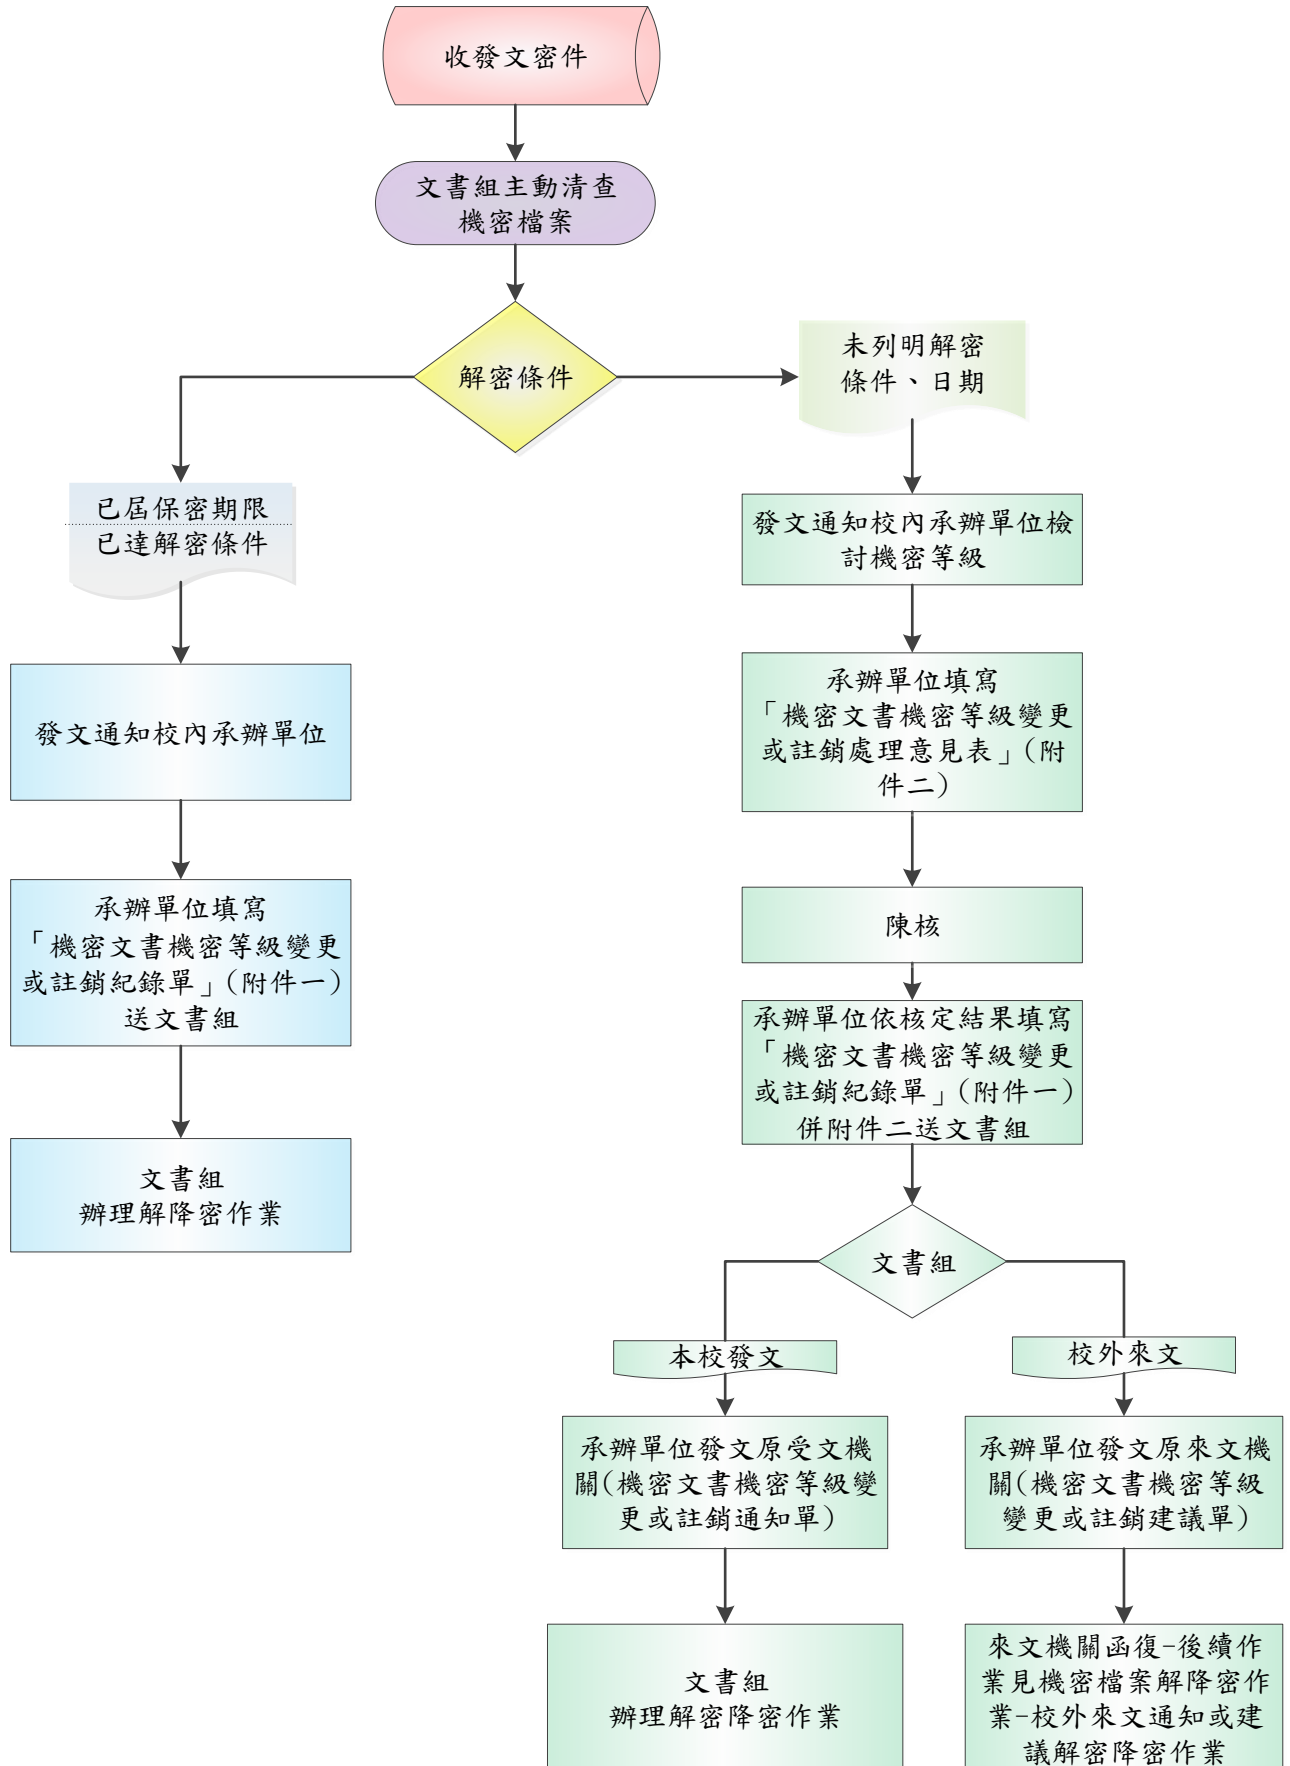 收發文密件
文書組主動清查
機密檔案
解密條件
未列明解密
條件、日期
已屆保密期限
已達解密條件
發文通知校內承辦單位
承辦單位填寫
「機密文書機密等級變更
或註銷紀錄單」(附件一)
送文書組
文書組
辦理解降密作業
發文通知校內承辦單位檢
討機密等級
承辦單位填寫
「機密文書機密等級變更
或註銷處理意見表」(附
件二)
陳核
承辦單位依核定結果填寫
「機密文書機密等級變更
或註銷紀錄單」(附件一)
併附件二送文書組
文書組
本校發文
承辦單位發文原受文機
關(機密文書機密等級變
更或註銷通知單)
文書組
辦理解密降密作業
校外來文
承辦單位發文原來文機
關(機密文書機密等級
變更或註銷建議單)
來文機關函復-後續作
業見機密檔案解降密作
業-校外來文通知或建
議解密降密作業